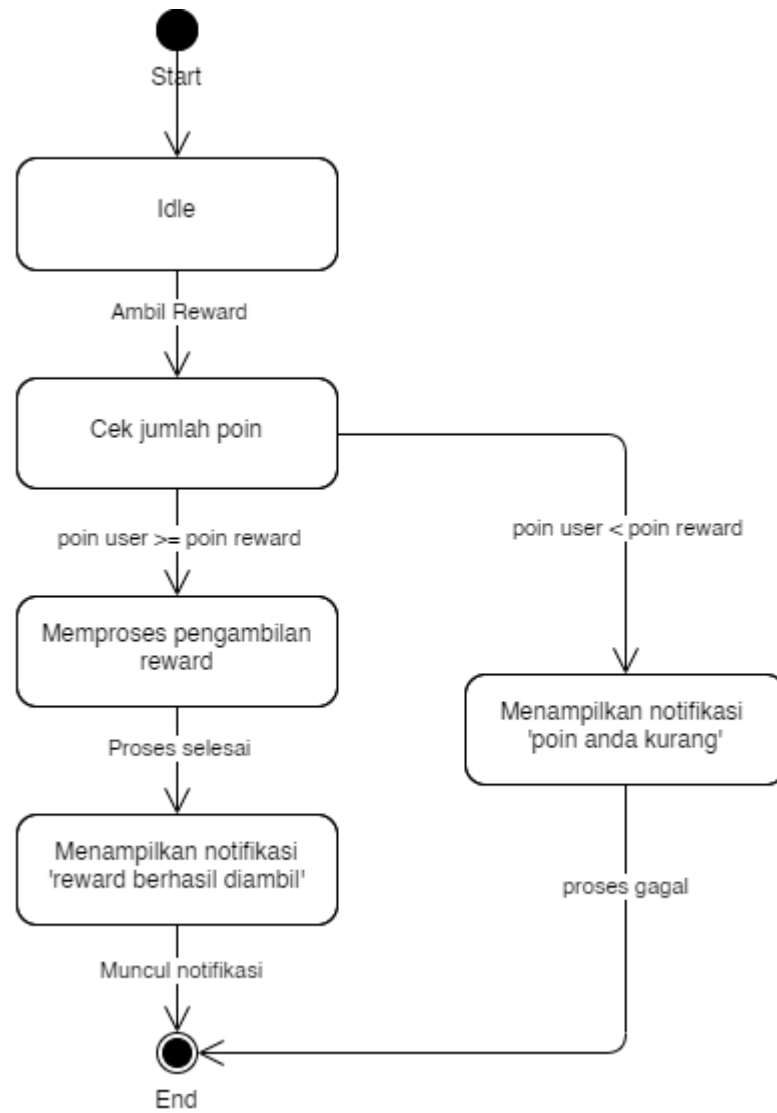 Start
Idle
Ambil Reward
Cek jumlah poin
poin user >= poin reward
poin user < poin reward
Memproses pengambilan
reward
Menampilkan notifikasi
'poin anda kurang'
Proses selesai
Menampilkan notifikasi
'reward berhasil diambil'
proses gagal
Muncul notifikasi
End